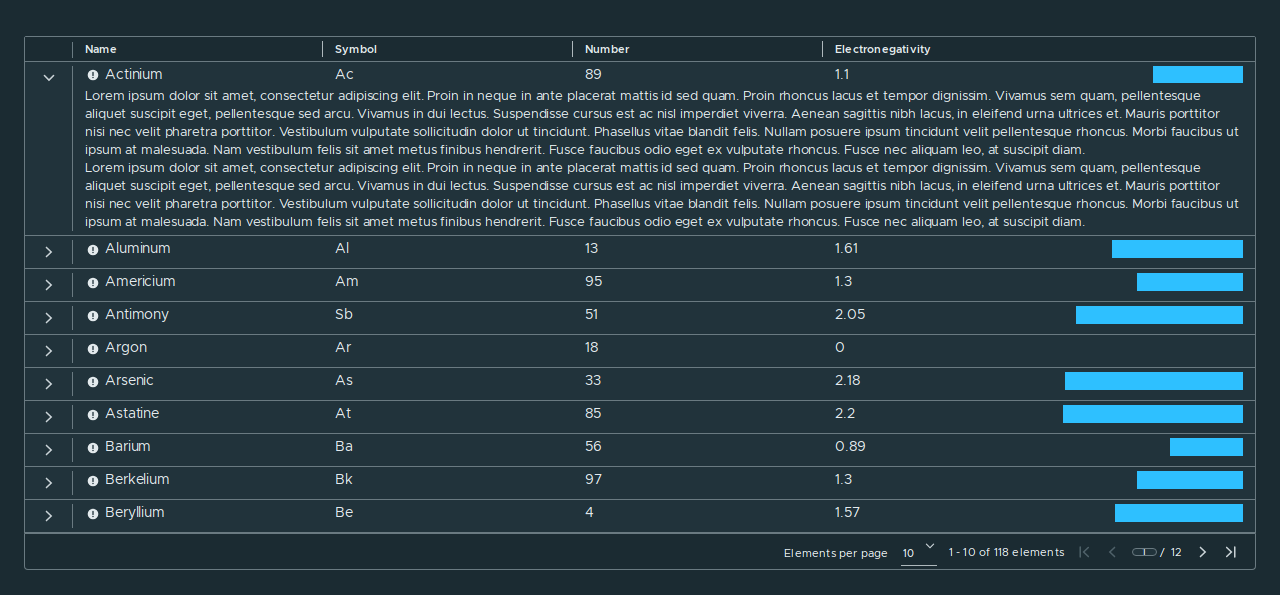 Name Symbol Number Electronegativity
Actinium Ac 89 1.1
Lorem ipsum dolor sit amet, consectetur adipiscing elit. Proin in neque in ante placerat mattis id sed quam. Proin rhoncus lacus et tempor dignissim. Vivamus sem quam, pellentesque
aliquet suscipit eget, pellentesque sed arcu. Vivamus in dui lectus. Suspendisse cursus est ac nisl imperdiet viverra. Aenean sagittis nibh lacus, in eleifend urna ultrices et. Mauris porttitor
nisi nec velit pharetra porttitor. Vestibulum vulputate sollicitudin dolor ut tincidunt. Phasellus vitae blandit felis. Nullam posuere ipsum tincidunt velit pellentesque rhoncus. Morbi faucibus ut
ipsum at malesuada. Nam vestibulum felis sit amet metus finibus hendrerit. Fusce faucibus odio eget ex vulputate rhoncus. Fusce nec aliquam leo, at suscipit diam.
Lorem ipsum dolor sit amet, consectetur adipiscing elit. Proin in neque in ante placerat mattis id sed quam. Proin rhoncus lacus et tempor dignissim. Vivamus sem quam, pellentesque
aliquet suscipit eget, pellentesque sed arcu. Vivamus in dui lectus. Suspendisse cursus est ac nisl imperdiet viverra. Aenean sagittis nibh lacus, in eleifend urna ultrices et. Mauris porttitor
nisi nec velit pharetra porttitor. Vestibulum vulputate sollicitudin dolor ut tincidunt. Phasellus vitae blandit felis. Nullam posuere ipsum tincidunt velit pellentesque rhoncus. Morbi faucibus ut
ipsum at malesuada. Nam vestibulum felis sit amet metus finibus hendrerit. Fusce faucibus odio eget ex vulputate rhoncus. Fusce nec aliquam leo, at suscipit diam.
Aluminum Al 13 1.61
Americium Am 95 1.3
Antimony Sb 51 2.05
Argon Ar 18 0
Arsenic As 33 2.18
Astatine At 85 2.2
Barium Ba 56 0.89
Berkelium Bk 97 1.3
Beryllium Be 4 1.57
Elements per page 10 1 - 10 of 118 elements 1 / 12